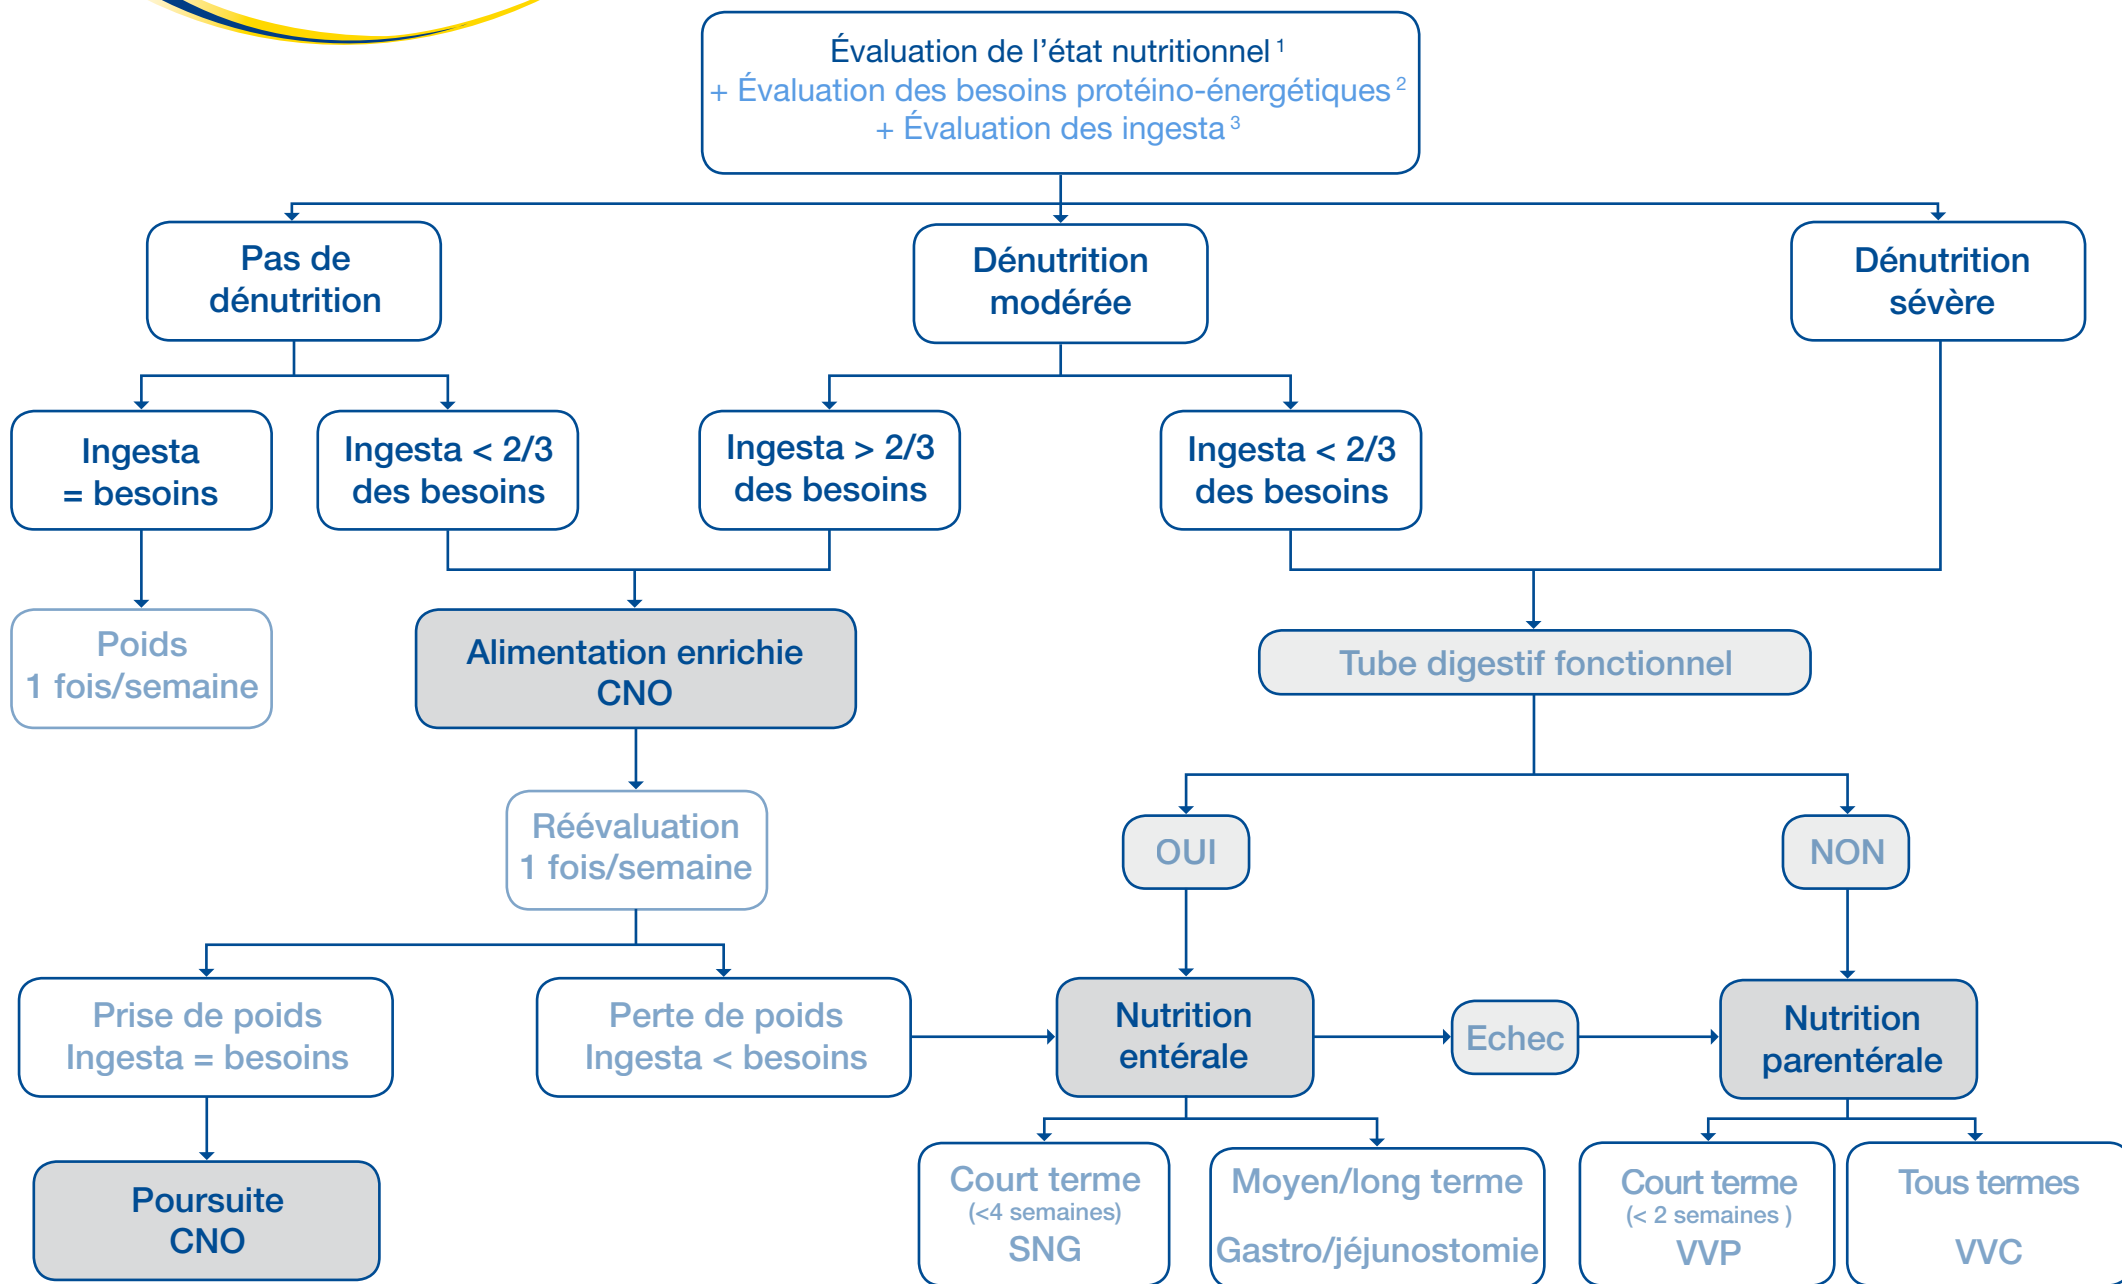 Évaluation de l'état nutritionnel ¹
+ Évaluation des besoins protéino-énergétiques ²
+ Évaluation des ingesta ³
Pas de
dénutrition
Dénutrition
modérée
Dénutrition
sévère
Ingesta
= besoins
Ingesta < 2/3
des besoins
Ingesta > 2/3
des besoins
Ingesta < 2/3
des besoins
Poids
1 fois/semaine
Alimentation enrichie
CNO
Tube digestif fonctionnel
Réévaluation
1 fois/semaine
OUI
NON
Prise de poids
Ingesta = besoins
Perte de poids
Ingesta < besoins
Nutrition
entérale
Echec
Nutrition
parentérale
Poursuite
CNO
Court terme
(<4 semaines)
SNG
Moyen/long terme
Gastro/jéjunostomie
Court terme
(< 2 semaines )
VVP
Tous termes
VVC